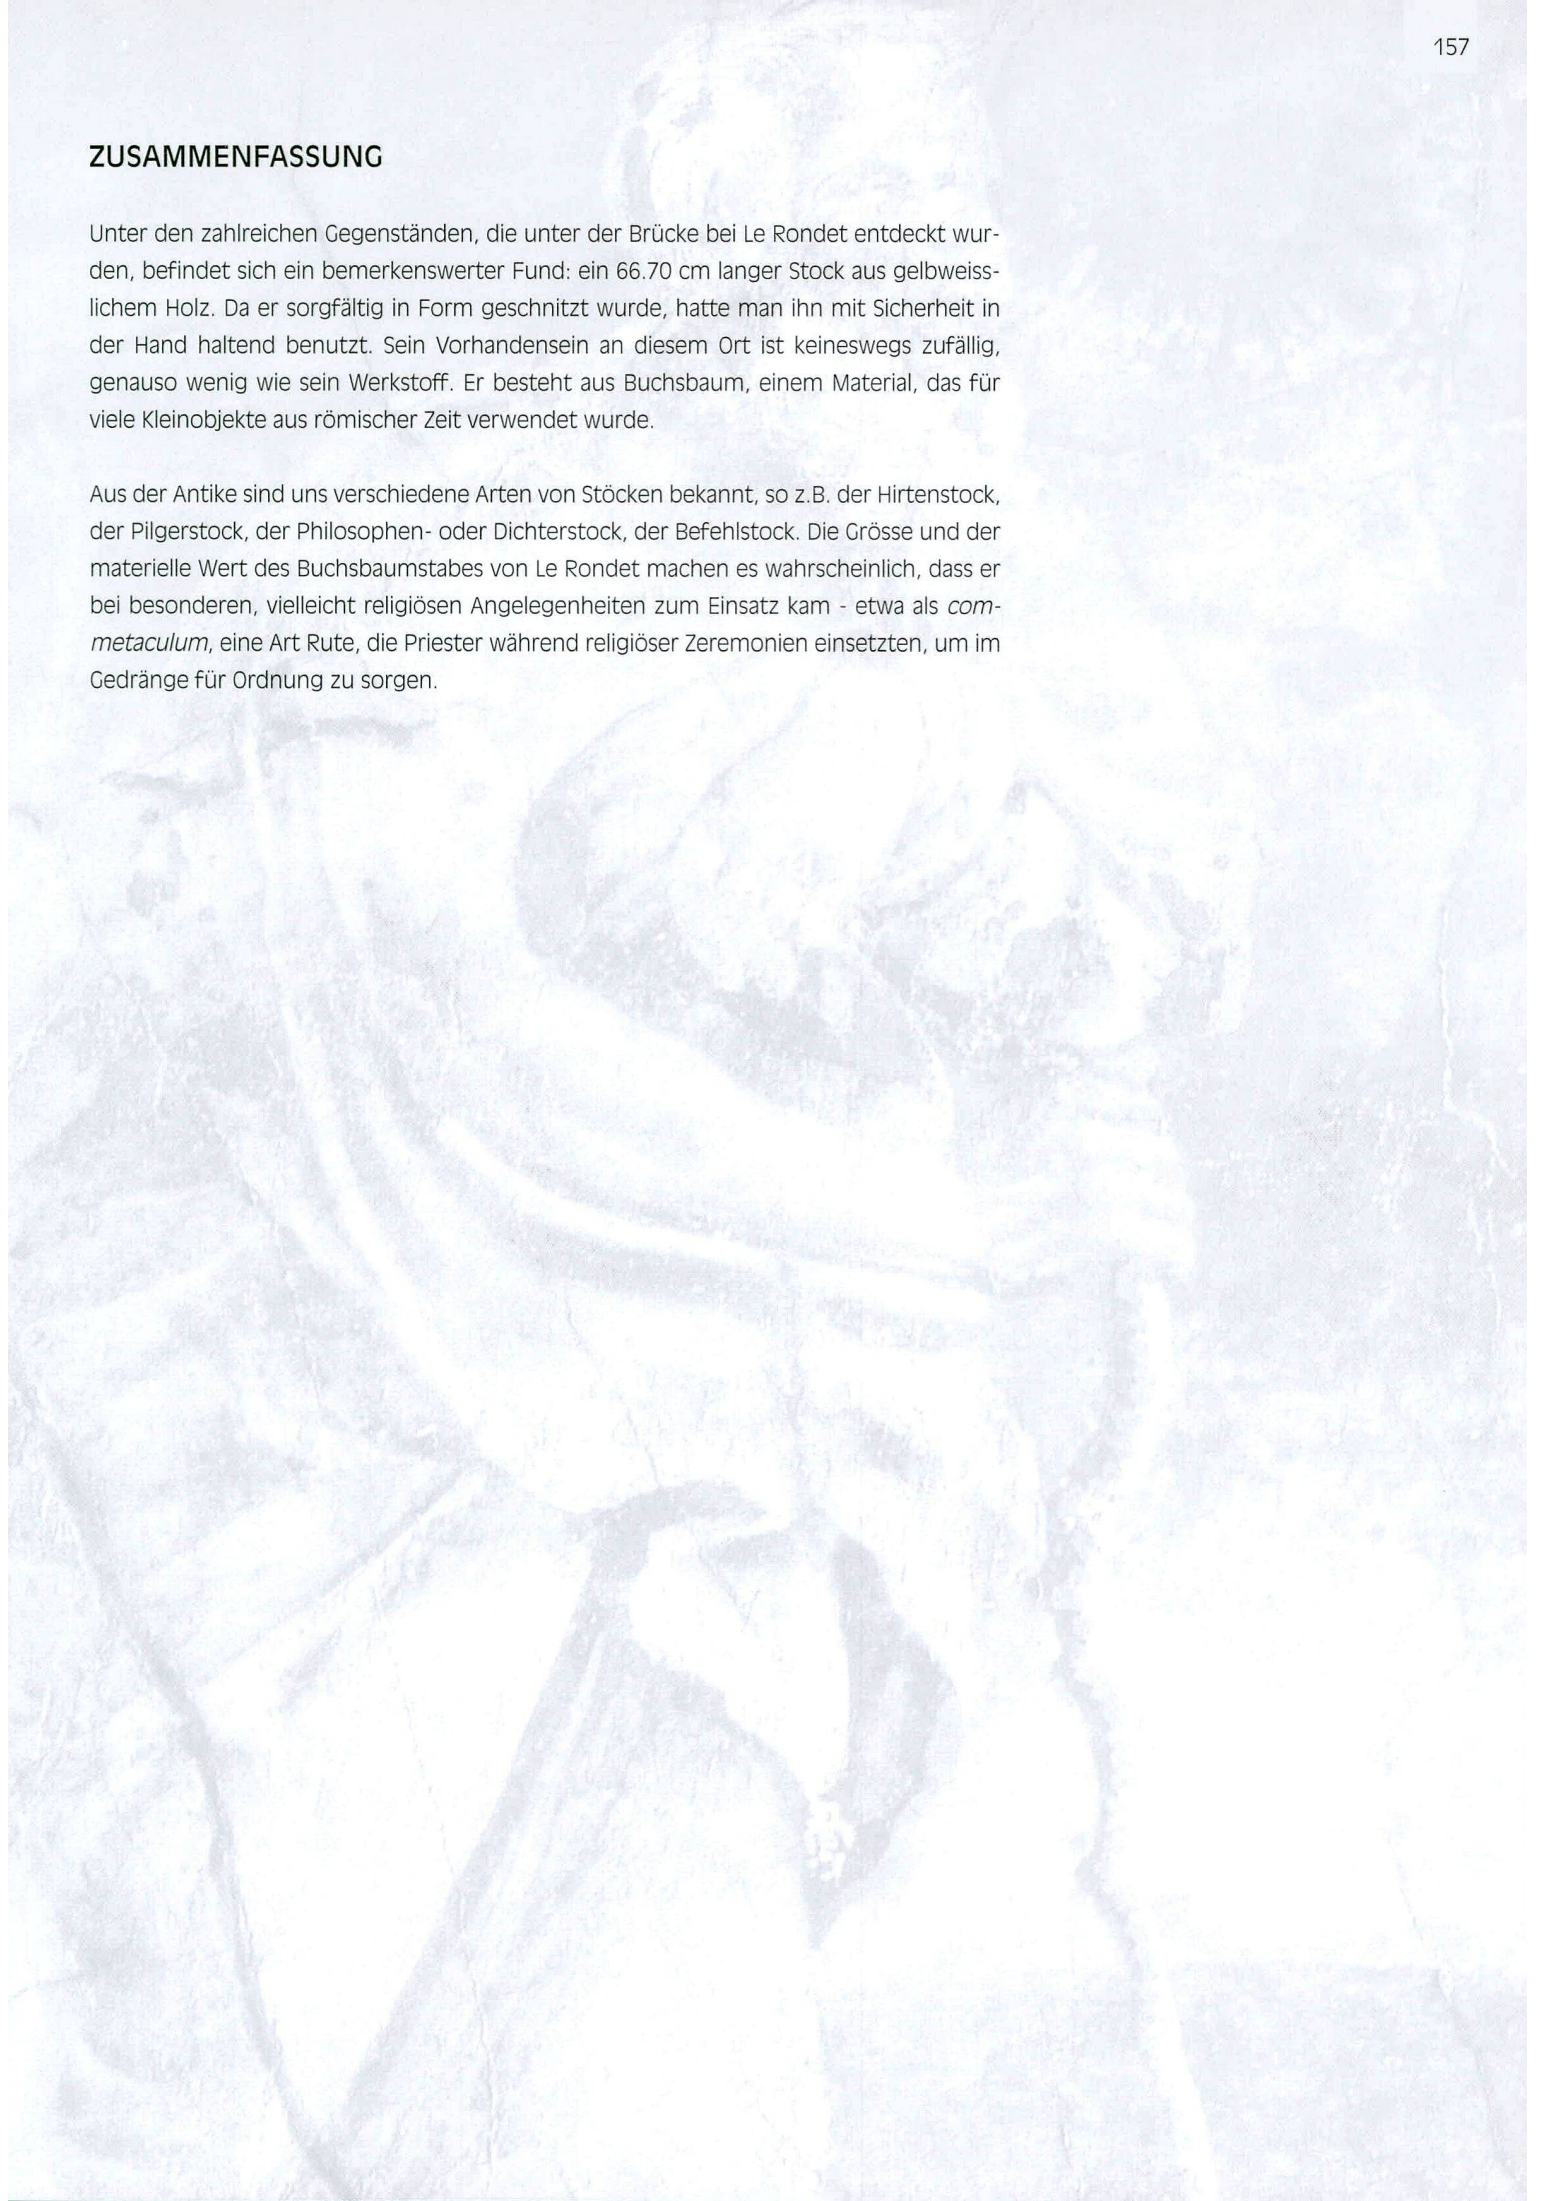 157
ZUSAMMENFASSUNG
Unter den zahlreichen Gegenständen, die unter der Brücke bei Le Rondet entdeckt wur-
den, befindet sich ein bemerkenswerter Fund: ein 66.70 cm langer Stock aus gelbweiss-
lichem Holz. Da er sorgfältig in Form geschnitzt wurde, hatte man ihn mit Sicherheit in
der Hand haltend benutzt. Sein Vorhandensein an diesem Ort ist keineswegs zufällig,
genauso wenig wie sein Werkstoff. Er besteht aus Buchsbaum, einem Material, das für
viele Kleinobjekte aus römischer Zeit verwendet wurde.
Aus der Antike sind uns verschiedene Arten von Stöcken bekannt, so z.B. der Hirtenstock,
der Pilgerstock, der Philosophen- oder Dichterstock, der Befehlstock. Die Grösse und der
materielle Wert des Buchsbaumstabes von Le Rondet machen es wahrscheinlich, dass er
bei besonderen, vielleicht religiösen Angelegenheiten zum Einsatz kam - etwa als com-
metaculum, eine Art Rute, die Priester während religiöser Zeremonien einsetzten, um im
Gedränge für Ordnung zu sorgen.